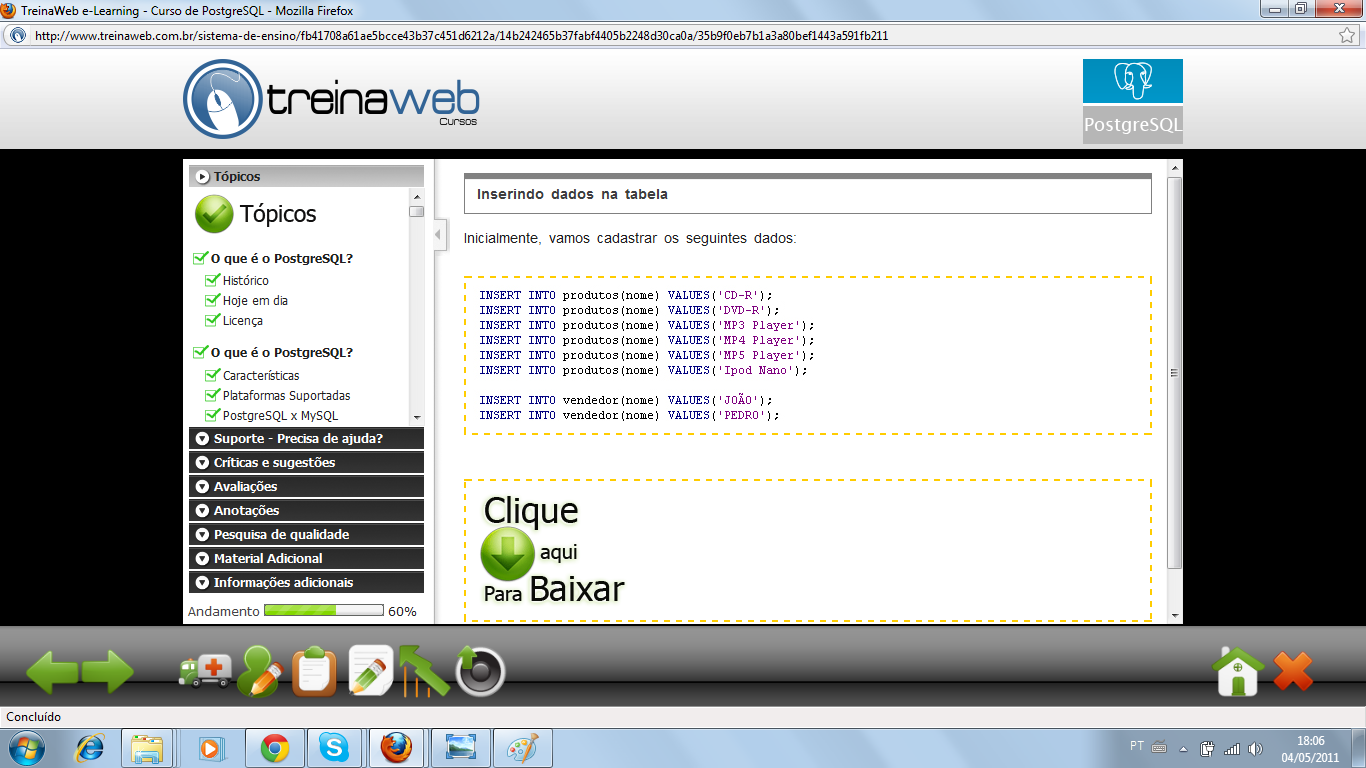 TreinaWeb e-Learning - Curso de PostgreSQL - Mozilla Firefox
http://www.treinaweb.com.br/sistema-de-ensino/fb41708a61ae5bcce43b37c451d6212a/14b242465b37fabf4405b2248d30ca0a/35b9f0eb7b1a3a80bef1443a591fb211
treinaweb
Cursos
PostgreSQL
Tópicos
Tópicos
O que é o PostgreSQL?
Histórico
Hoje em dia
Licença
O que é o PostgreSQL?
Características
Plataformas Suportadas
PostgreSQL x MySQL
Suporte - Precisa de ajuda?
Críticas e sugestões
Avaliações
Anotações
Pesquisa de qualidade
Material Adicional
Informações adicionais
Andamento 60%
Inserindo dados na tabela
Inicialmente, vamos cadastrar os seguintes dados:
INSERT INTO produtos(nome) VALUES('CD-R');
INSERT INTO produtos(nome) VALUES('DVD-R');
INSERT INTO produtos(nome) VALUES('MP3 Player');
INSERT INTO produtos(nome) VALUES('MP4 Player');
INSERT INTO produtos(nome) VALUES('MP5 Player');
INSERT INTO produtos(nome) VALUES('Ipod Nano');
INSERT INTO vendedor(nome) VALUES('JOÃO');
INSERT INTO vendedor(nome) VALUES('PEDRO');
Clique
aqui
Para Baixar
Concluído
PT
18:06
04/05/2011